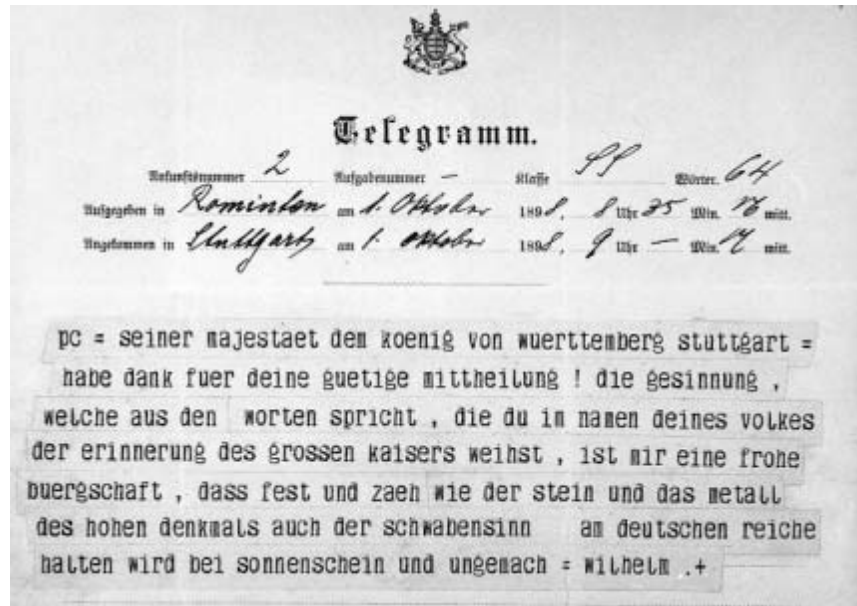 Telegramm.
Ankunftsnummer 2 Aufgabenummer – Klasse SS Wörter. 64
Aufgegeben in Rominten am 1. Oktober 1898, 8 Uhr 35 Min. mitt.
Angekommen in Stuttgart am 1. Oktober 1898, 9 Uhr — Min. mitt.
pc = seiner majestaet dem koenig von wuerttemberg stuttgart =
habe dank fuer deine guetige mittheilung ! die gesinnung ,
welche aus den worten spricht , die du im namen deines volkes
der erinnerung des grossen kaisers weihst , ist mir eine frohe
buergschaft , dass fest und zaeh wie der stein und das metall
des hohen denkmals auch der schwabensinn am deutschen reiche
halten wird bei sonnenschein und ungemach = wilhelm .+